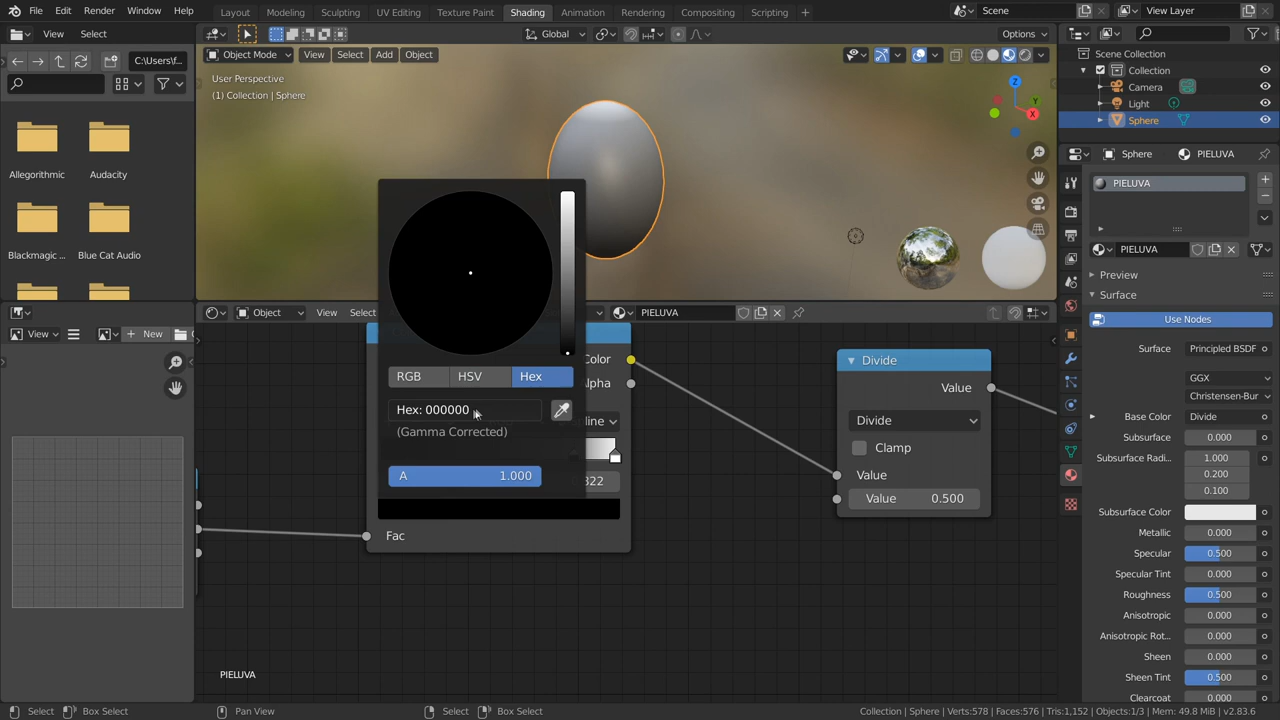 File Edit Render Window Help Layout Modeling Sculpting UV Editing Texture Paint Shading Animation Rendering Compositing Scripting + Scene View Layer
View Select Global Options
Object Mode View Select Add Object
C:\Users\f...
User Perspective
(1) Collection | Sphere
Z
Y
X
Allegorithmic Audacity
Blackmagic ... Blue Cat Audio
Scene Collection
Collection
Camera
Light
Sphere
Sphere PIELUVA
PIELUVA
PIELUVA
Preview
Surface
Use Nodes
Surface Principled BSDF
GGX
Christensen-Bur
Base Color Divide
Subsurface 0.000
Subsurface Radi... 1.000
0.200
0.100
Subsurface Color
Metallic 0.000
Specular 0.500
Specular Tint 0.000
Roughness 0.500
Anisotropic 0.000
Anisotropic Rot... 0.000
Sheen 0.000
Sheen Tint 0.500
Clearcoat 0.000
View New
Object View Select PIELUVA
RGB HSV Hex
Hex: 000000
(Gamma Corrected)
A 1.000
Color
Alpha
Fac
Divide
Value
Divide
Clamp
Value
Value 0.500
PIELUVA
Select Box Select Pan View Select Box Select Collection | Sphere | Verts:578 | Faces:576 | Tris:1,152 | Objects:1/3 | Mem: 49.8 MiB | v2.83.6